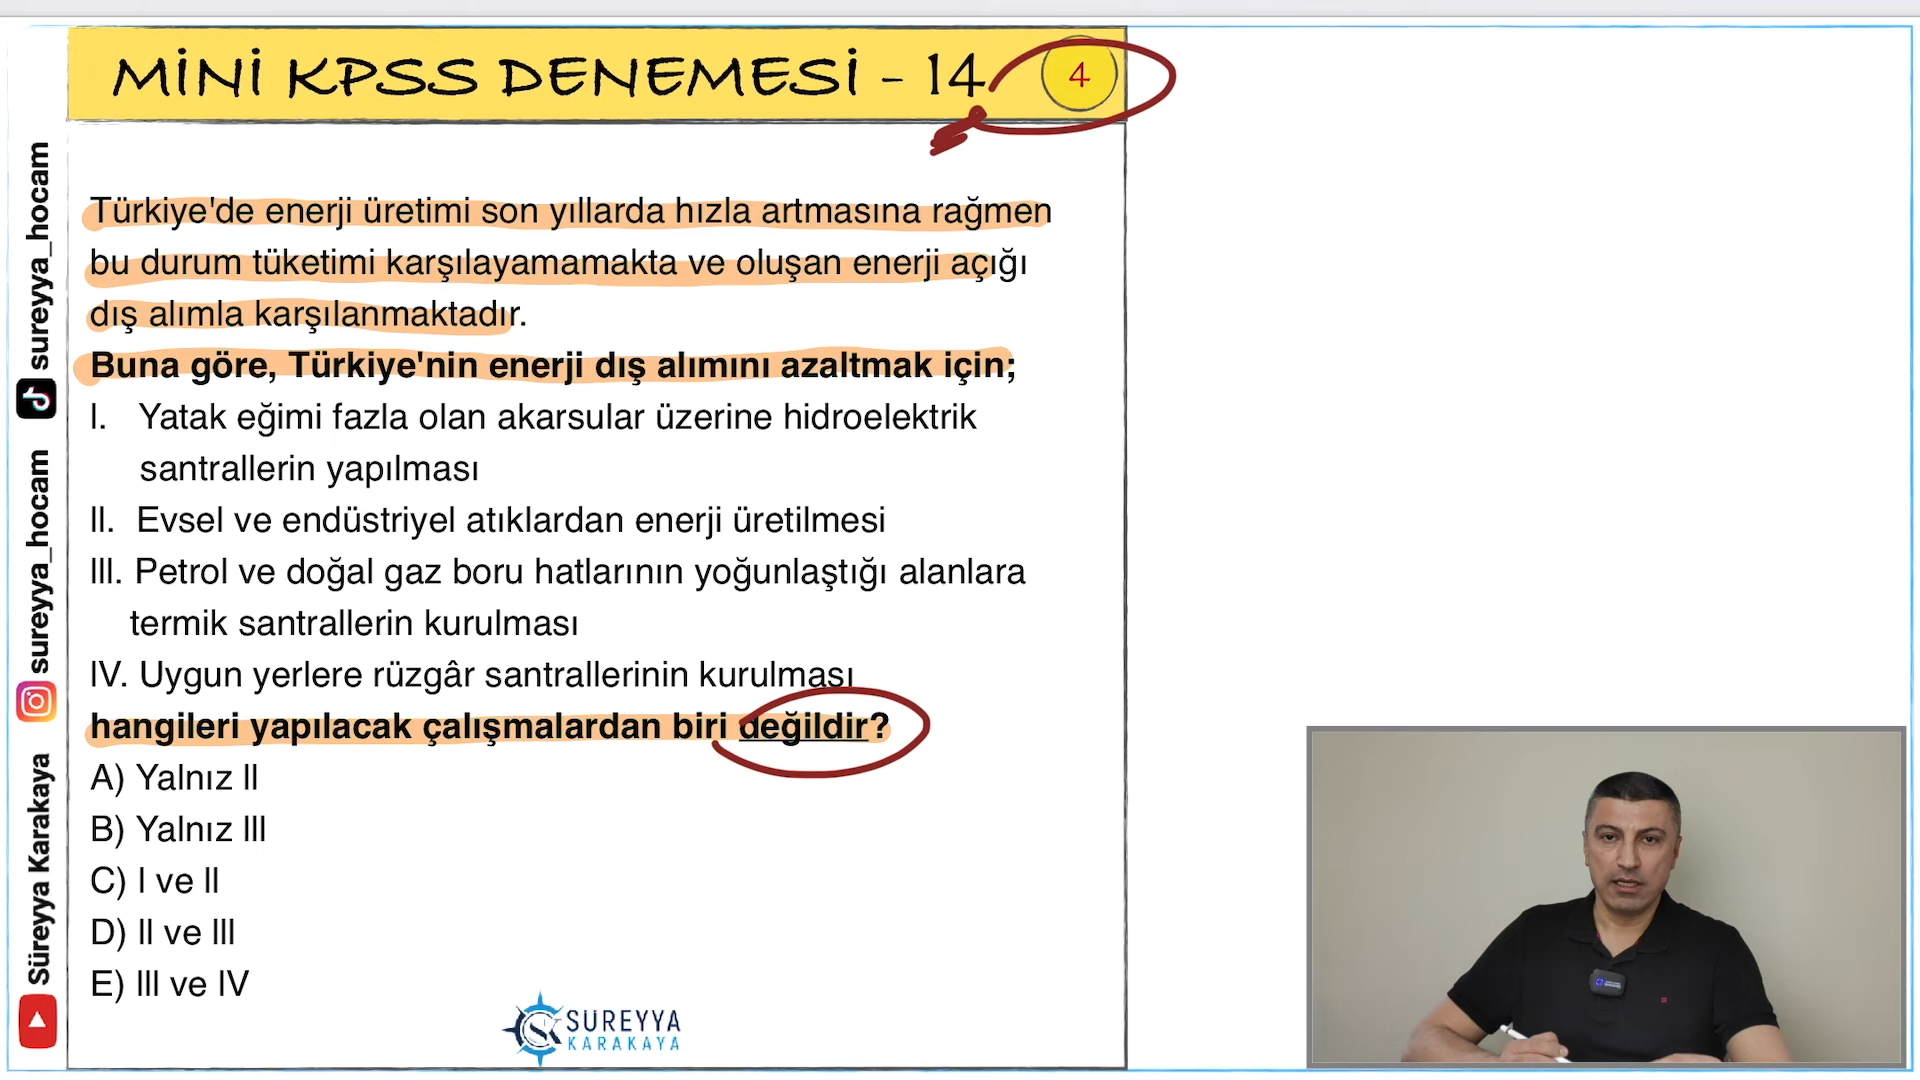 MİNİ KPSS DENEMESİ - 14
4
Türkiye'de enerji üretimi son yıllarda hızla artmasına rağmen
bu durum tüketimi karşılayamamakta ve oluşan enerji açığı
dış alımla karşılanmaktadır.
Buna göre, Türkiye'nin enerji dış alımını azaltmak için;
I. Yatak eğimi fazla olan akarsular üzerine hidroelektrik
santrallerin yapılması
II. Evsel ve endüstriyel atıklardan enerji üretilmesi
III. Petrol ve doğal gaz boru hatlarının yoğunlaştığı alanlara
termik santrallerin kurulması
IV. Uygun yerlere rüzgâr santrallerinin kurulması
hangileri yapılacak çalışmalardan biri değildir?
A) Yalnız II
B) Yalnız III
C) I ve II
D) II ve III
E) III ve IV
sureyya_hocam
sureyya_hocam
Süreyya Karakaya
SK
SUREYYA
KARAKAYA